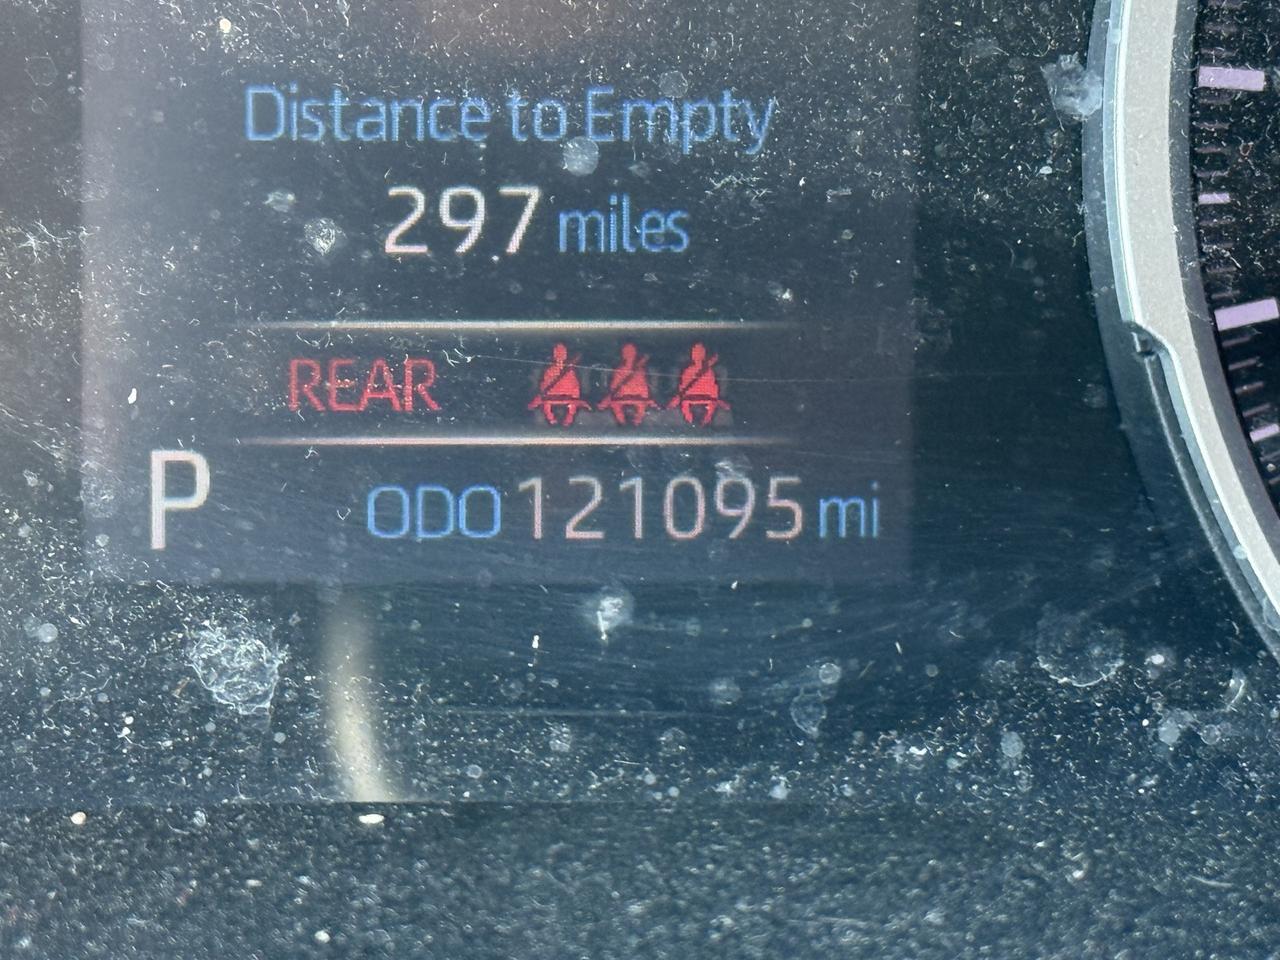 Distance to Empty
297 miles
REAR
P ODO 121095 mi